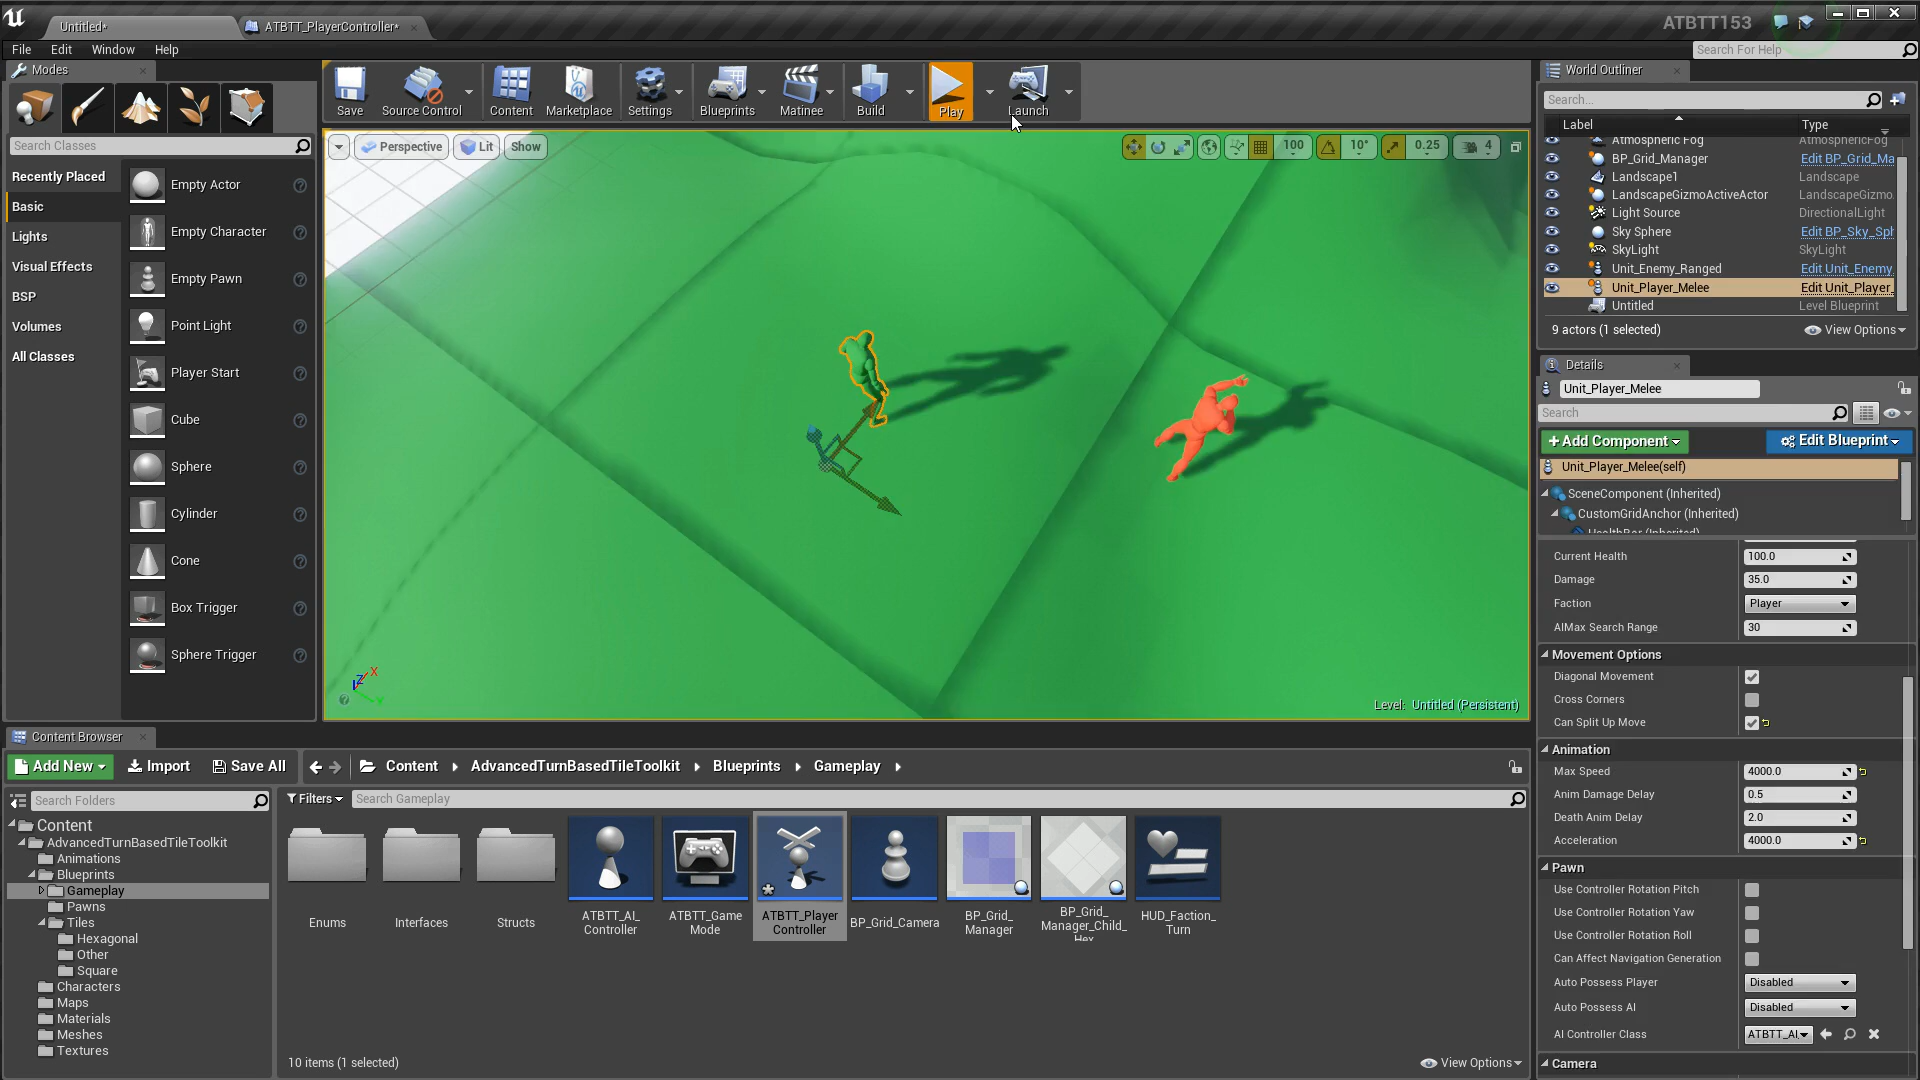 Untitled*
ATBTT_PlayerController*
ATBTT153
File Edit Window Help
Search For Help
Modes
Search Classes
Recently Placed
Basic
Lights
Visual Effects
BSP
Volumes
All Classes
Empty Actor
Empty Character
Empty Pawn
Point Light
Player Start
Cube
Sphere
Cylinder
Cone
Box Trigger
Sphere Trigger
Save Source Control Content Marketplace Settings Blueprints Matinee Build Play Launch
Perspective Lit Show
100 10° 0.25 4
Level: Untitled (Persistent)
X
Z
Y
World Outliner
Search...
Label Type
Atmospheric Fog AtmosphericFog
BP_Grid_Manager Edit BP_Grid_Ma
Landscape1 Landscape
LandscapeGizmoActiveActor LandscapeGizmo
Light Source DirectionalLight
Sky Sphere Edit BP_Sky_Sph
SkyLight SkyLight
Unit_Enemy_Ranged Edit Unit_Enemy
Unit_Player_Melee Edit Unit_Player_
Untitled Level Blueprint
9 actors (1 selected) View Options
Details
Unit_Player_Melee
Search
+Add Component Edit Blueprint
Unit_Player_Melee(self)
SceneComponent (Inherited)
CustomGridAnchor (Inherited)
HealthBar (Inherited)
Current Health 100.0
Damage 35.0
Faction Player
AIMax Search Range 30
Movement Options
Diagonal Movement
Cross Corners
Can Split Up Move
Animation
Max Speed 4000.0
Anim Damage Delay 0.5
Death Anim Delay 2.0
Acceleration 4000.0
Pawn
Use Controller Rotation Pitch
Use Controller Rotation Yaw
Use Controller Rotation Roll
Can Affect Navigation Generation
Auto Possess Player Disabled
Auto Possess AI Disabled
AI Controller Class ATBTT_AI
Camera
Content Browser
Add New Import Save All
Content AdvancedTurnBasedTileToolkit Blueprints Gameplay
Search Folders
Filters Search Gameplay
Content
AdvancedTurnBasedTileToolkit
Animations
Blueprints
Gameplay
Pawns
Tiles
Hexagonal
Other
Square
Characters
Maps
Materials
Meshes
Textures
Enums
Interfaces
Structs
ATBTT_AI_
Controller
ATBTT_Game
Mode
ATBTT_Player
Controller
BP_Grid_Camera
BP_Grid_
Manager
BP_Grid_
Manager_Child_
Hex
HUD_Faction_
Turn
10 items (1 selected) View Options